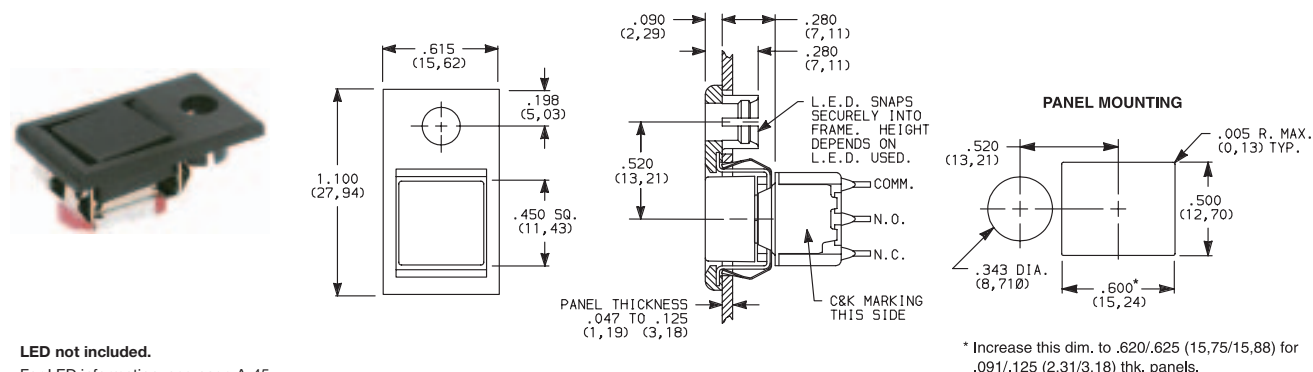 .615
(15,62)
.198
(5,03)
1.100
(27,94)
.450 SQ.
(11,43)
.090
(2,29)
.280
(7,11)
.280
(7,11)
L.E.D. SNAPS
SECURELY INTO
FRAME. HEIGHT
DEPENDS ON
L.E.D. USED.
.520
(13,21)
COMM.
N.O.
N.C.
PANEL THICKNESS
.047 TO .125
(1,19) (3,18)
C&K MARKING
THIS SIDE
PANEL MOUNTING
.005 R. MAX.
(0,13) TYP.
.520
(13,21)
.500
(12,70)
.343 DIA.
(8,710)
.600*
(15,24)
LED not included.
* Increase this dim. to .620/.625 (15,75/15,88) for
.091/.125 (2,31/3,18) thk. panels.